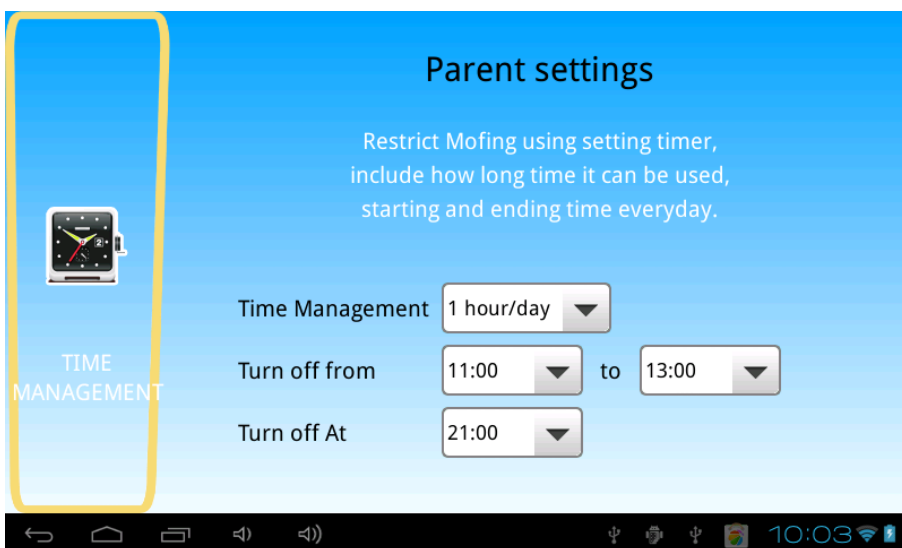 Parent settings
Restrict Mofing using setting timer,
include how long time it can be used,
starting and ending time everyday.
Time Management 1 hour/day
TIME
MANAGEMENT
Turn off from 11:00 to 13:00
Turn off At 21:00
10:03